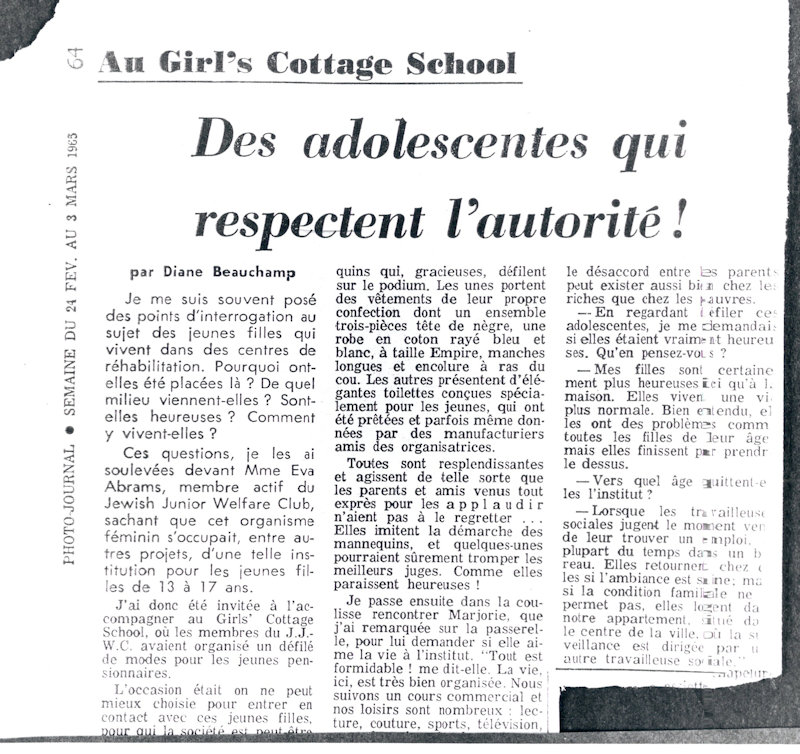 64
Au Girl's Cottage School
Des adolescentes qui
respectent l'autorité !
PHOTO-JOURNAL ● SEMAINE DU 24 FEV. AU 3 MARS 1965
par Diane Beauchamp
Je me suis souvent posé
des points d'interrogation au
sujet des jeunes filles qui
vivent dans des centres de
réhabilitation. Pourquoi ont-
elles été placées là ? De quel
milieu viennent-elles ? Sont-
elles heureuses ? Comment
y vivent-elles ?
Ces questions, je les ai
soulevées devant Mme Eva
Abrams, membre actif du
Jewish Junior Welfare Club,
sachant que cet organisme
féminin s'occupait, entre au-
tres projets, d'une telle ins-
titution pour les jeunes fil-
les de 13 à 17 ans.
J'ai donc été invitée à l'ac-
compagner au Girls' Cottage
School, où les membres du J.J.-
W.C. avaient organisé un défilé
de modes pour les jeunes pen-
sionnaires.
L'occasion était on ne peut
mieux choisie pour entrer en
contact avec ces jeunes filles,
pour qui la société est peut-être
quins qui, gracieuses, défilent
sur le podium. Les unes portent
des vêtements de leur propre
confection dont un ensemble
trois-pièces tête de nègre, une
robe en coton rayé bleu et
blanc, à taille Empire, manches
longues et encolure à ras du
cou. Les autres présentent d'élé-
gantes toilettes conçues spécia-
lement pour les jeunes, qui ont
été prêtées et parfois même don-
nées par des manufacturiers
amis des organisatrices.
Toutes sont resplendissantes
et agissent de telle sorte que
les parents et amis venus tout
exprès pour les applaudir
n'aient pas à le regretter ...
Elles imitent la démarche des
mannequins, et quelques-unes
pourraient sûrement tromper les
meilleurs juges. Comme elles
paraissent heureuses !
Je passe ensuite dans la cou-
lisse rencontrer Marjorie, que
j'ai remarquée sur la passerel-
le, pour lui demander si elle ai-
me la vie à l'institut. "Tout est
formidable ! me dit-elle. La vie,
ici, est très bien organisée. Nous
suivons un cours commercial et
nos loisirs sont nombreux : lec-
ture, couture, sports, télévision,
le désaccord entre les parents
peut exister aussi bien chez les
riches que chez les pauvres.
— En regardant défiler ces
adolescentes, je me demandais
si elles étaient vraiment heureu
ses. Qu'en pensez-vous ?
— Mes filles sont certaine
ment plus heureuses ici qu'à l
maison. Elles vivent une vi
plus normale. Bien entendu, el
les ont des problèmes comm
toutes les filles de leur âge
mais elles finissent par prendr
le dessus.
— Vers quel âge quittent-e
les l'institut ?
— Lorsque les travailleuse
sociales jugent le moment ven
de leur trouver un emploi,
plupart du temps dans un b
reau. Elles retournent chez e
les si l'ambiance est saine; ma
si la condition familiale ne
permet pas, elles logent da
notre appartement, situé da
le centre de la ville, où la su
veillance est dirigée par u
autre travailleuse sociale."